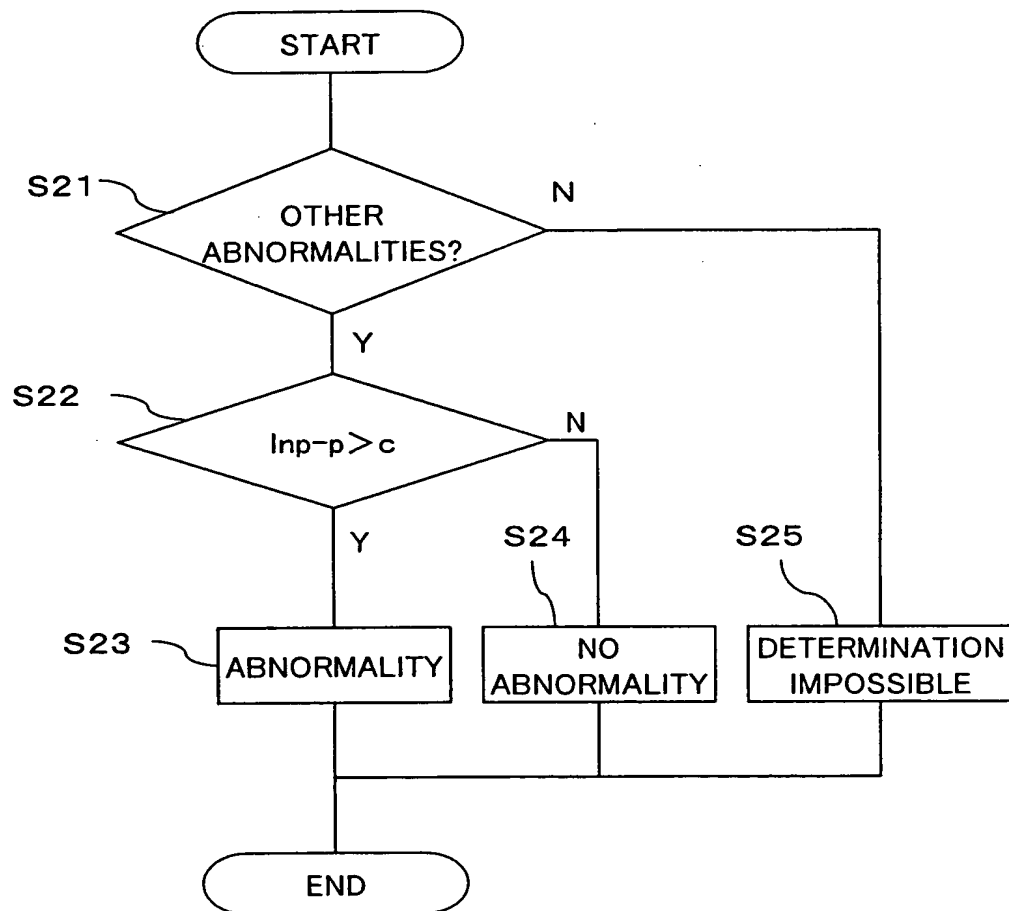 START
S21
N
OTHER
ABNORMALITIES?
Y
S22
N
Inp-p>c
Y
S24
S25
S23
ABNORMALITY
NO
ABNORMALITY
DETERMINATION
IMPOSSIBLE
END